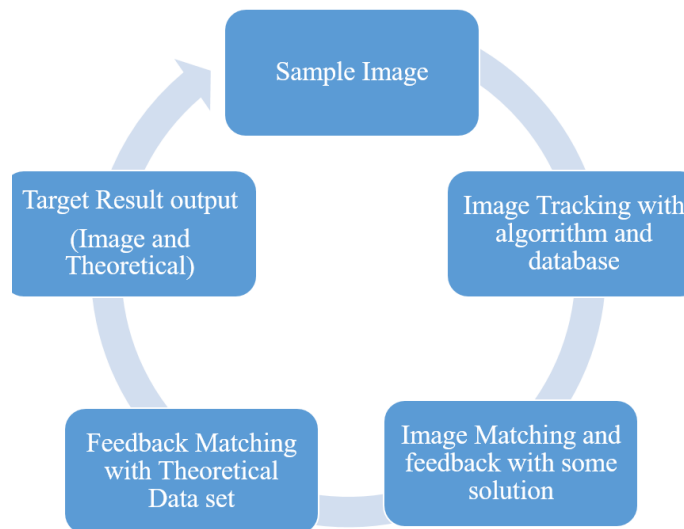 Sample Image
Image Tracking with
algorrithm and
database
Image Matching and
feedback with some
solution
Feedback Matching
with Theoretical
Data set
Target Result output
(Image and
Theoretical)